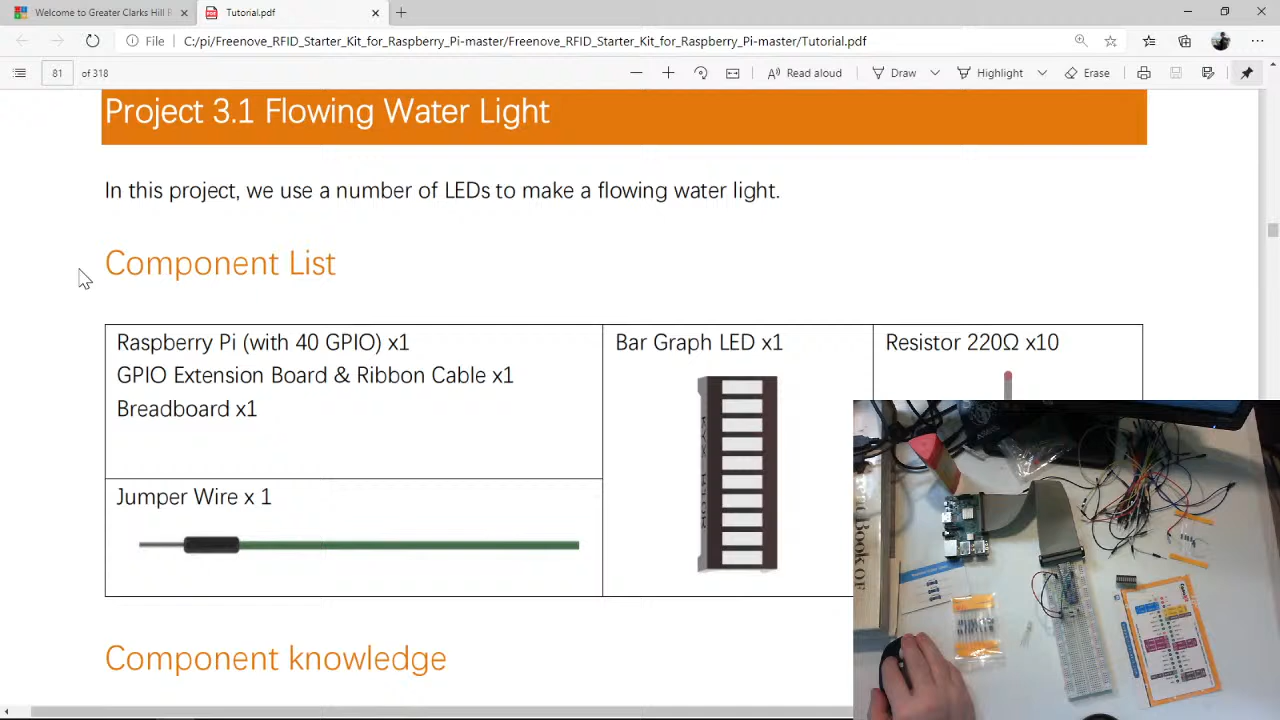 Welcome to Greater Clarks Hill R
Tutorial.pdf
File
C:/pi/Freenove_RFID_Starter_Kit_for_Raspberry_Pi-master/Freenove_RFID_Starter_Kit_for_Raspberry_Pi-master/Tutorial.pdf
81 of 318
Read aloud
Draw
Highlight
Erase
Project 3.1 Flowing Water Light
In this project, we use a number of LEDs to make a flowing water light.
Component List
Raspberry Pi (with 40 GPIO) x1
GPIO Extension Board & Ribbon Cable x1
Breadboard x1
Bar Graph LED x1
Resistor 220Ω x10
Jumper Wire x 1
Component knowledge
Book of